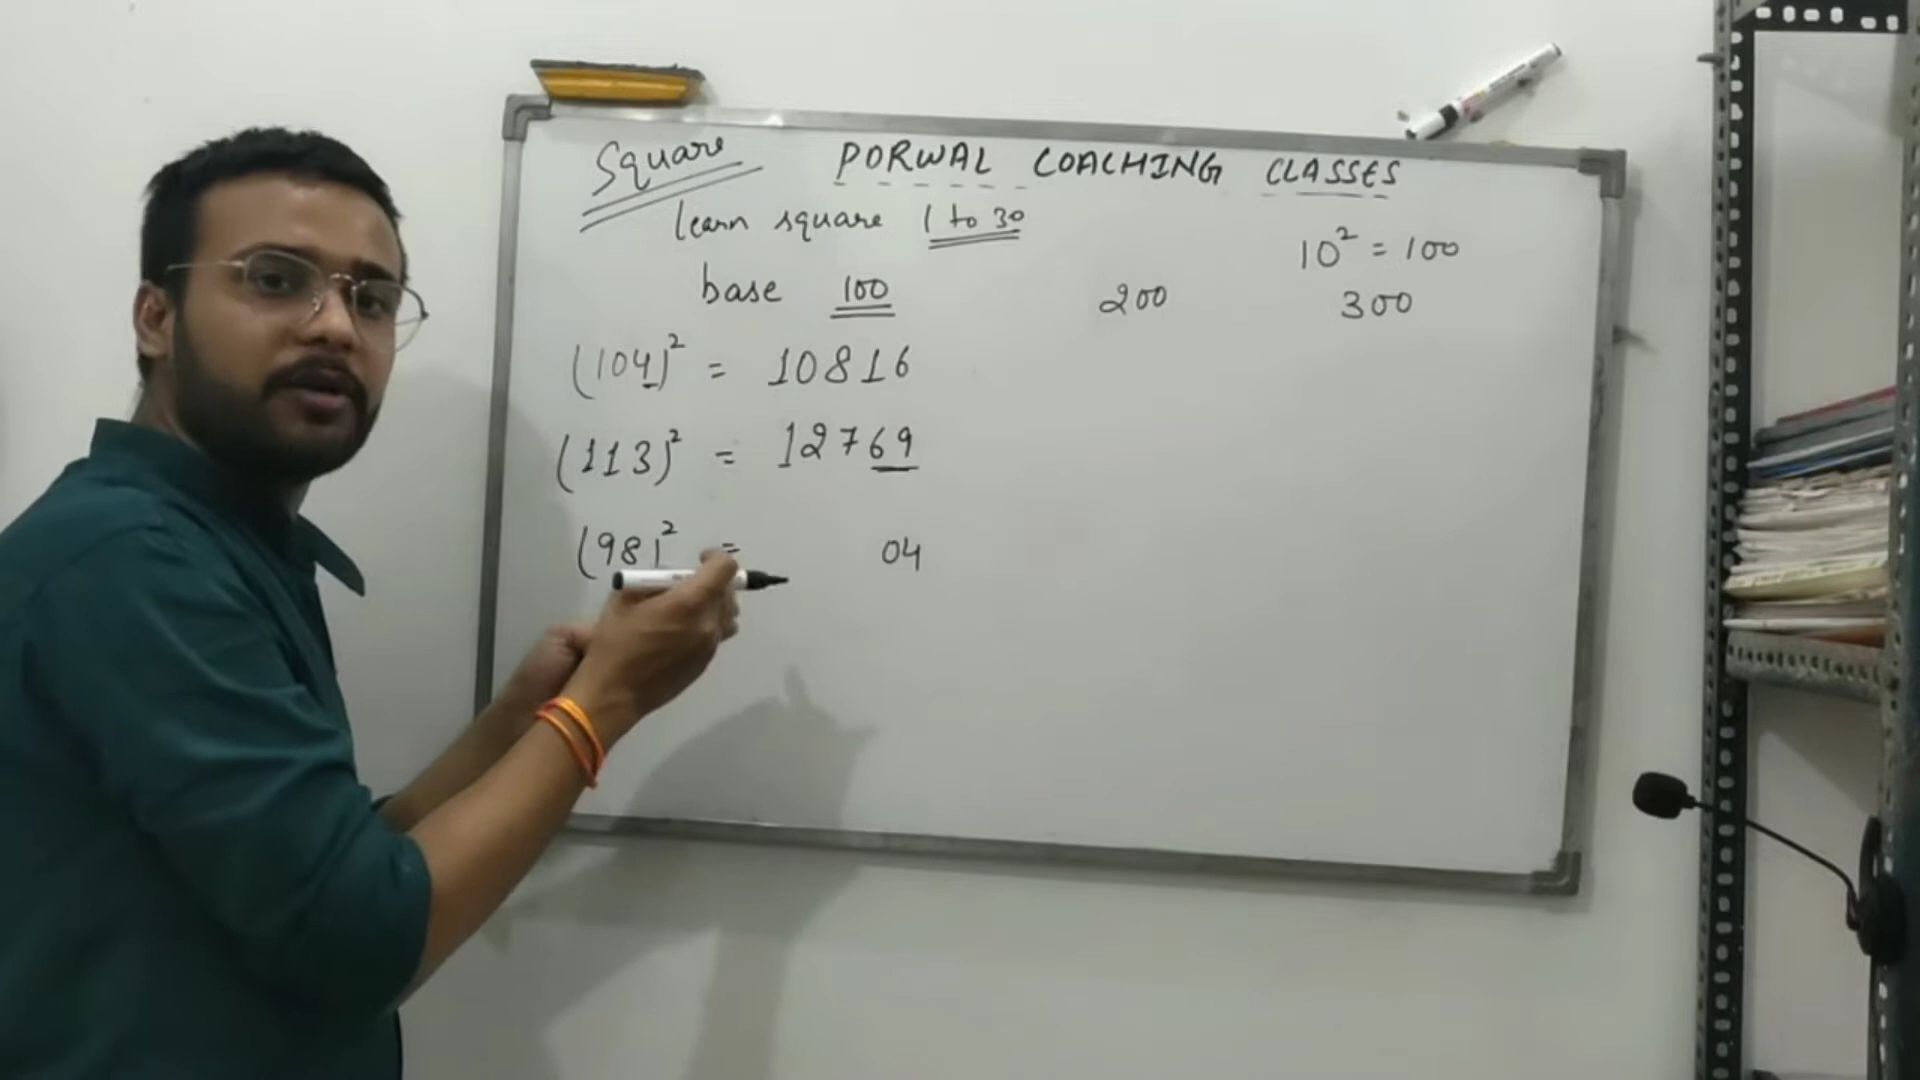 Square PORWAL COACHING CLASSES
learn square 1 to 30
10² = 100
base 100 200 300
(104)² = 10816
(113)² = 12769
(98)² = 04